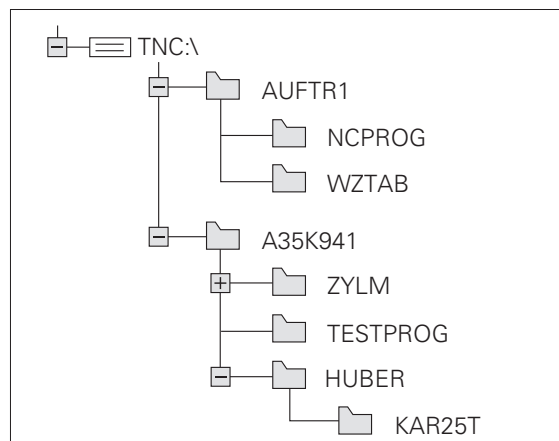 TNC:\
AUFTR1
NCPROG
WZTAB
A35K941
ZYLM
TESTPROG
HUBER
KAR25T